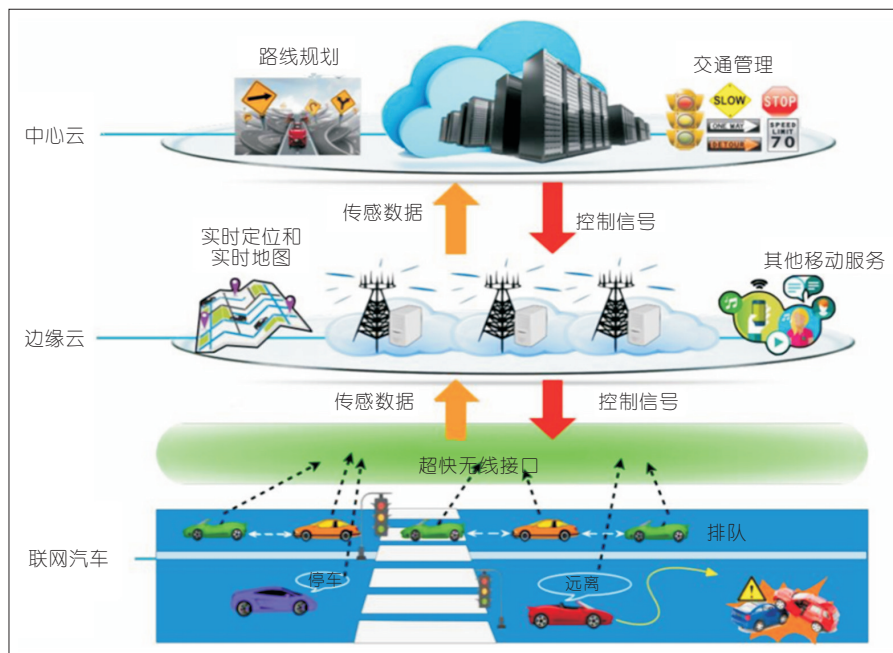 路线规划
交通管理
SLOW
STOP
ONE WAY
SPEED
LIMIT
70
DETOUR
中心云
传感数据
控制信号
实时定位和
实时地图
其他移动服务
边缘云
传感数据
控制信号
超快无线接口
排队
联网汽车
停车
远离